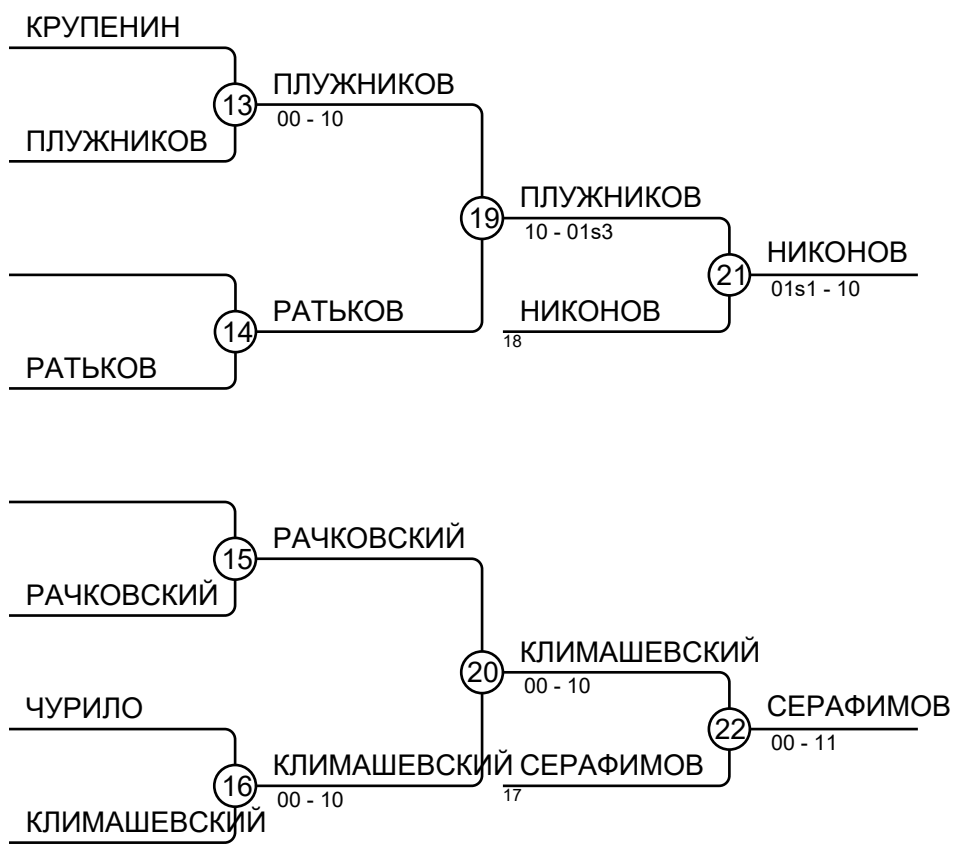 КРУПЕНИН
13
ПЛУЖНИКОВ
00 - 10
ПЛУЖНИКОВ
19
ПЛУЖНИКОВ
10 - 01s3
21
НИКОНОВ
01s1 - 10
14
РАТЬКОВ
НИКОНОВ
18
РАТЬКОВ
15
РАЧКОВСКИЙ
РАЧКОВСКИЙ
20
КЛИМАШЕВСКИЙ
00 - 10
ЧУРИЛО
22
СЕРАФИМОВ
00 - 11
16
КЛИМАШЕВСКИЙ
00 - 10
СЕРАФИМОВ
17
КЛИМАШЕВСКИЙ